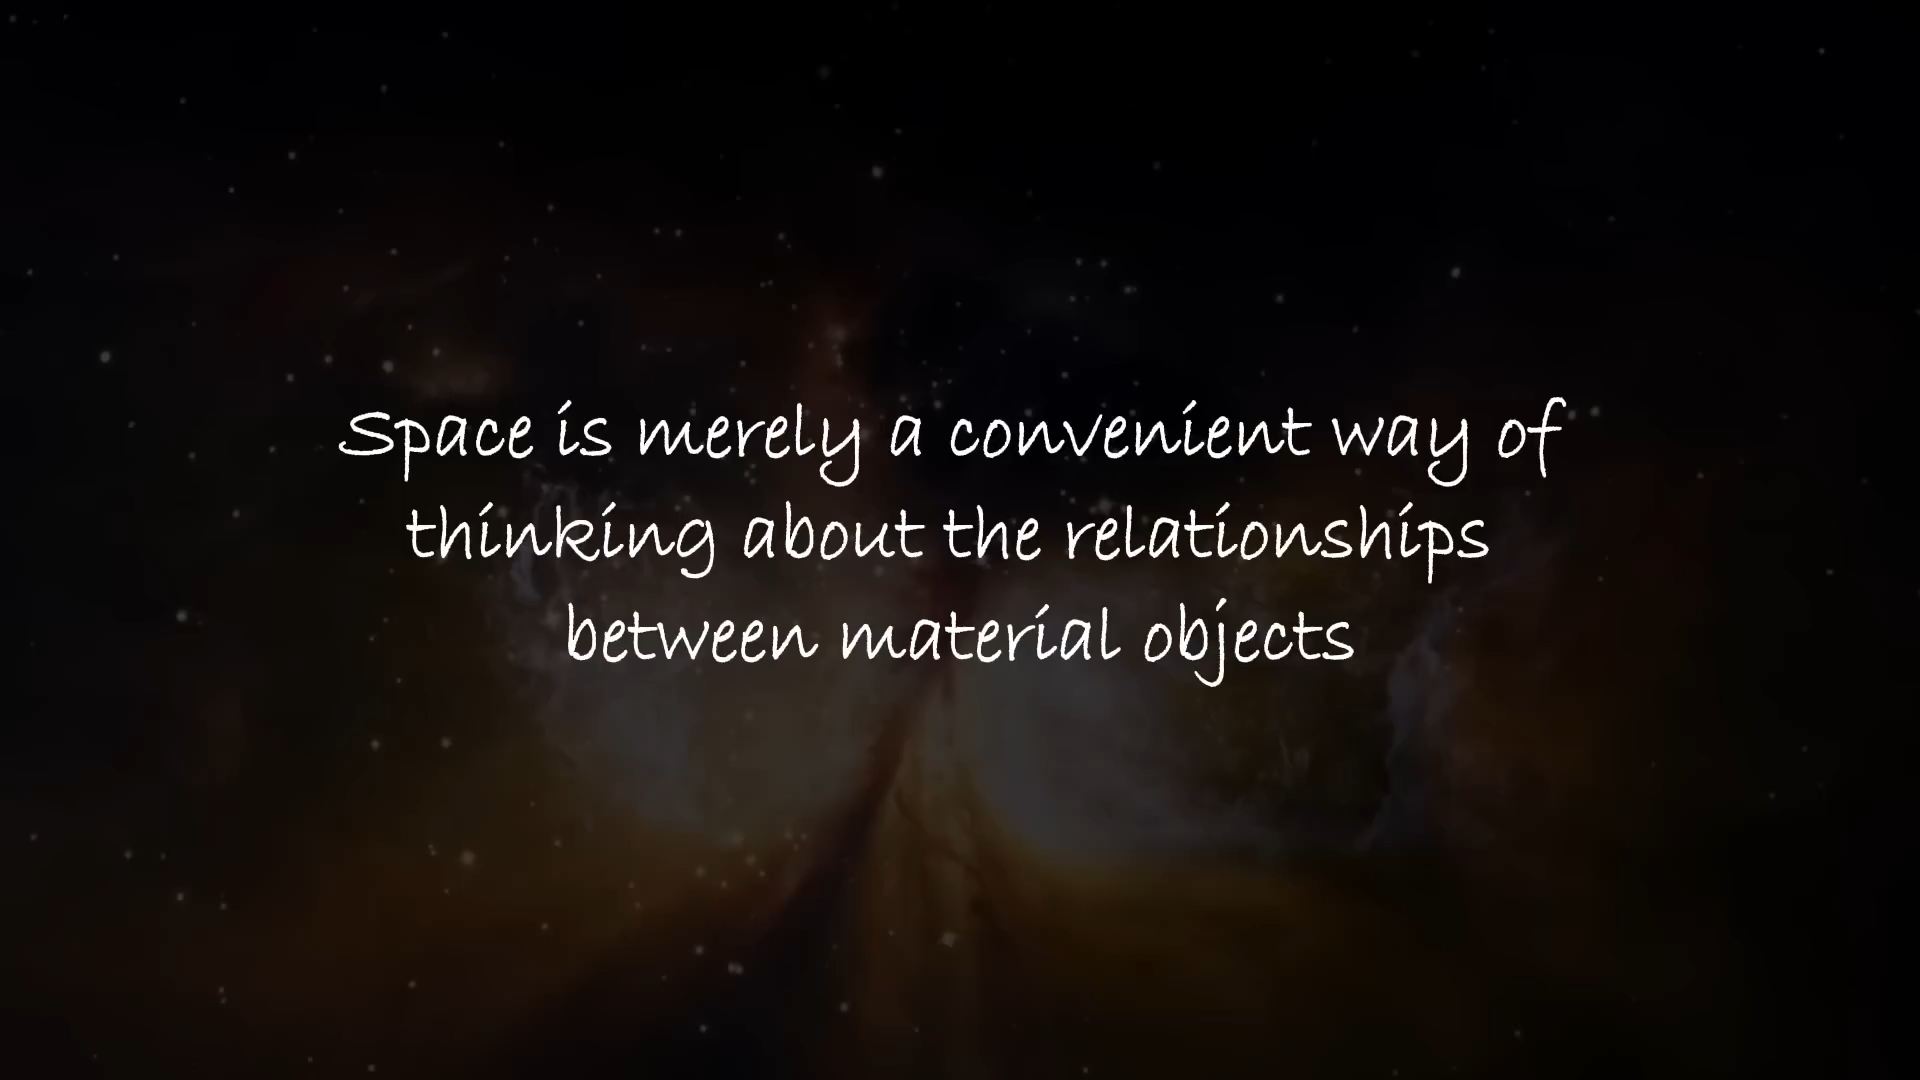 Space is merely a convenient way of
thinking about the relationships
between material objects